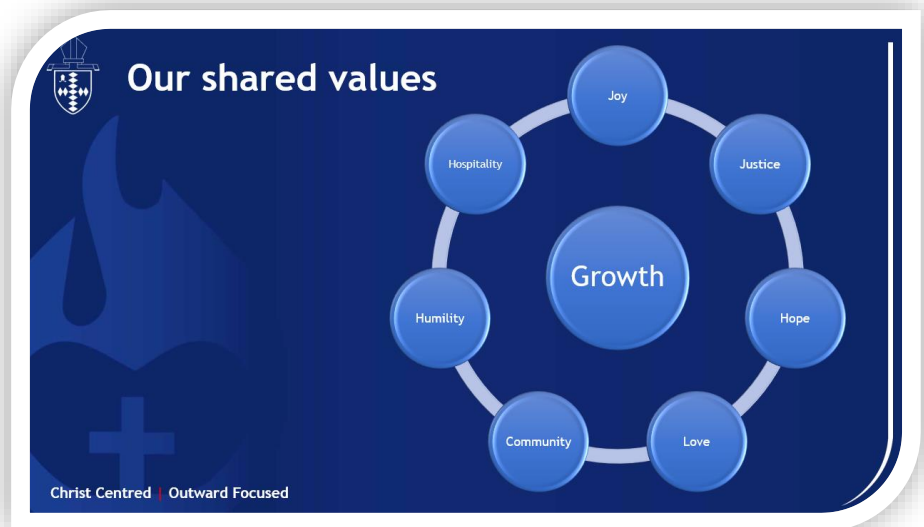 Our shared values
Joy
Justice
Hope
Love
Community
Humility
Hospitality
Growth
Christ Centred | Outward Focused